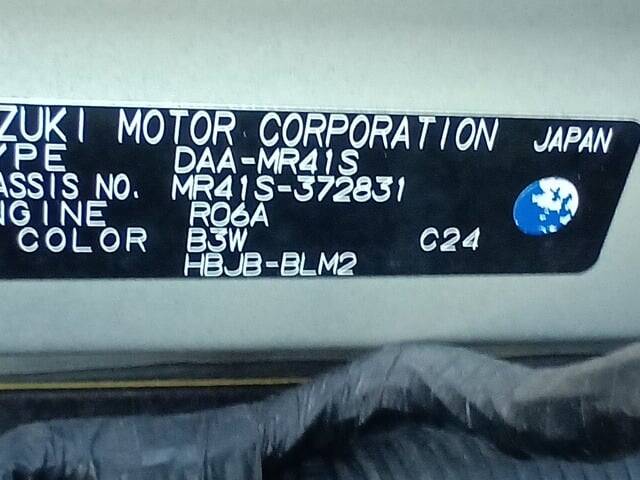 ZUKI MOTOR CORPORATION JAPAN
YPE DAA-MR41S
ASSIS NO. MR41S-372831
NGINE R06A
COLOR B3W C24
HBJB-BLM2